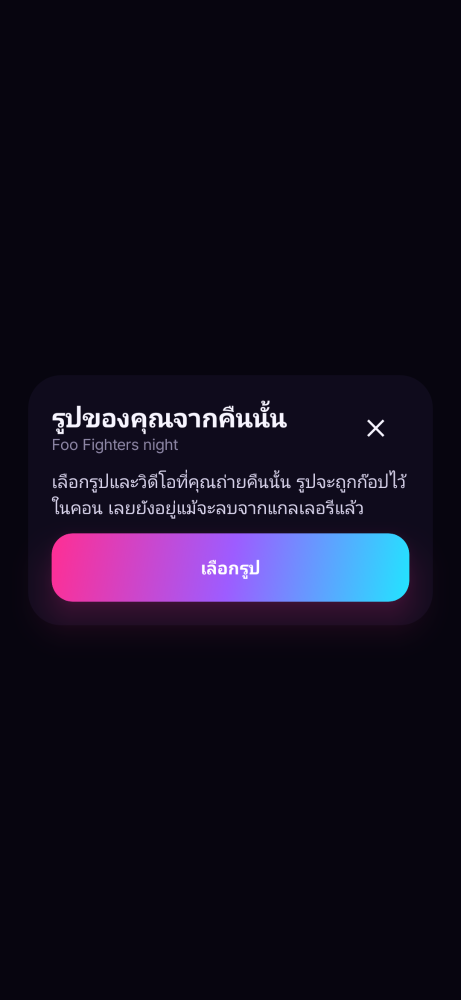 รูปของคุณจากคืนนั้น
Foo Fighters night
เลือกรูปและวิดีโอที่คุณถ่ายคืนนั้น รูปจะถูกก๊อปไว้
ในคอน เลยยังอยู่แม้จะลบจากแกลเลอรีแล้ว
เลือกรูป